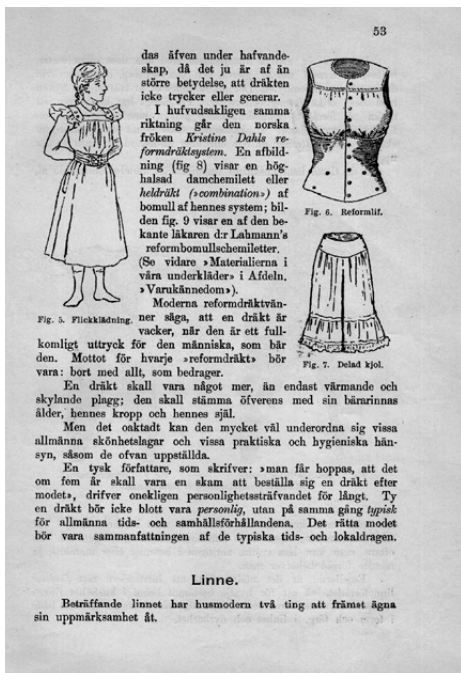 53
das äfven under hafvande-
skap, då det ju är af än
större betydelse, att dräkten
icke trycker eller generar.
I hufvudsakligen samma
riktning går den norska
fröken Kristine Dahls re-
formdräktsystem. En afbild-
ning (fig 8) visar en hög-
halsad damchemilett eller
heldräkt (»combination») af
bomull af hennes system; bil-
den fig. 9 visar en af den be-
kante läkaren d:r Lahmann's
reformbomullschemiletter.
(Se vidare »Materialierna i
våra underkläder» i Afdeln.
»Varukännedom»).
Moderna reformdräktvän-
ner säga, att en dräkt är
vacker, när den är ett full-
komligt uttryck för den människa, som bär
den. Mottot för hvarje »reformdräkt» bör
vara: bort med allt, som bedrager.
Fig. 5. Flickklädning.
Fig. 6. Reformlif.
Fig. 7. Delad kjol.
En dräkt skall vara något mer, än endast värmande och
skylande plagg; den skall stämma öfverens med sin bärarinnas
ålder, hennes kropp och hennes själ.
Men det oaktadt kan den mycket väl underordna sig vissa
allmänna skönhetslagar och vissa praktiska och hygieniska hän-
syn, såsom de ofvan uppställda.
En tysk författare, som skrifver: »man får hoppas, att det
om fem år skall vara en skam att beställa sig en dräkt efter
modet», drifver onekligen personlighetssträfvandet för långt. Ty
en dräkt bör icke blott vara personlig, utan på samma gång typisk
för allmänna tids- och samhällsförhållandena. Det rätta modet
bör vara sammanfattningen af de typiska tids- och lokaldragen.
Linne.
Beträffande linnet har husmodern två ting att främst ägna
sin uppmärksamhet åt.